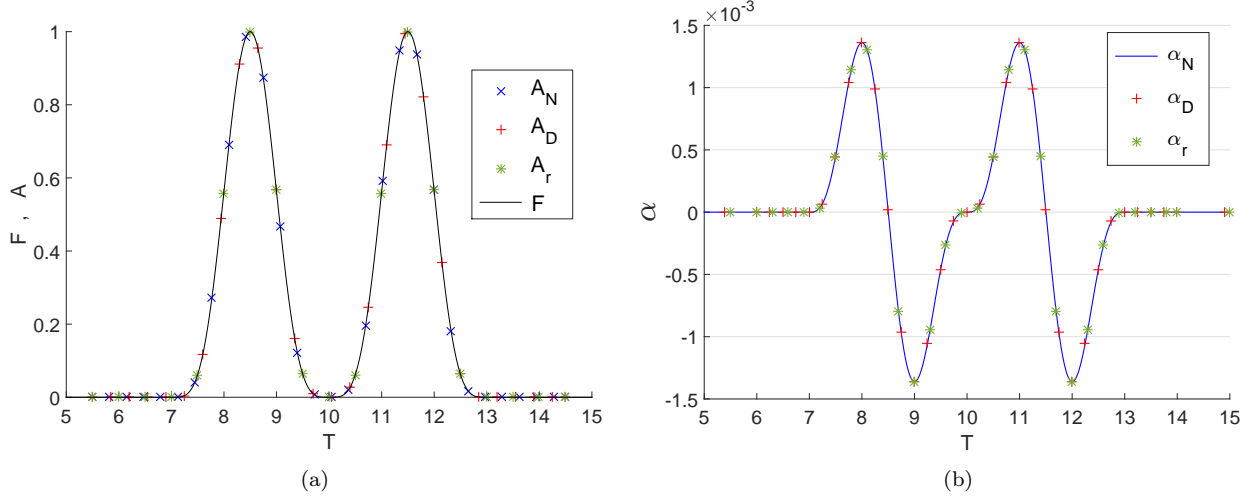 1
0.8
0.6
0.4
0.2
0
5 6 7 8 9 10 11 12 13 14 15
T
F , A
A_N
A_D
A_r
F
(a)
×10^-3
1.5
1
0.5
0
-0.5
-1
-1.5
5 6 7 8 9 10 11 12 13 14 15
T
α
α_N
α_D
α_r
(b)